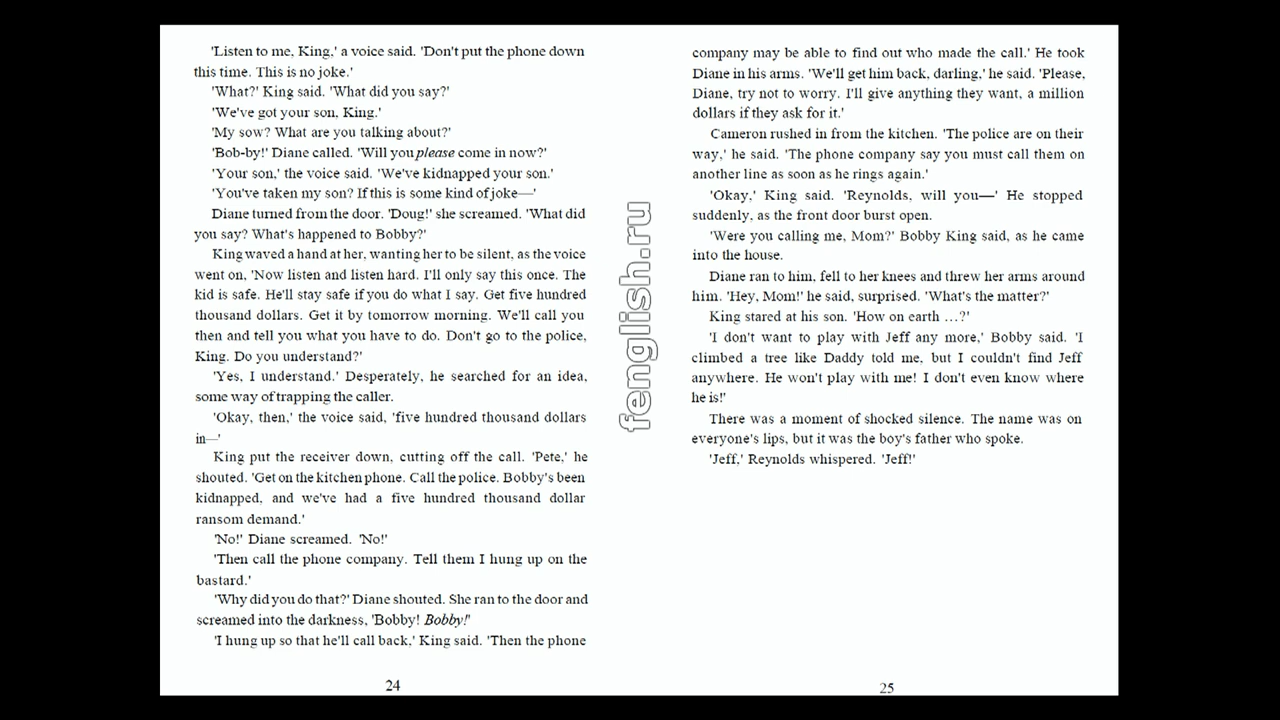 'Listen to me, King,' a voice said. 'Don't put the phone down
this time. This is no joke.'
'What?' King said. 'What did you say?'
'We've got your son, King.'
'My sow? What are you talking about?'
'Bob-by!' Diane called. 'Will you please come in now?'
'Your son,' the voice said. 'We've kidnapped your son.'
'You've taken my son? If this is some kind of joke—'
Diane turned from the door. 'Doug!' she screamed. 'What did
you say? What's happened to Bobby?'
King waved a hand at her, wanting her to be silent, as the voice
went on, 'Now listen and listen hard. I'll only say this once. The
kid is safe. He'll stay safe if you do what I say. Get five hundred
thousand dollars. Get it by tomorrow morning. We'll call you
then and tell you what you have to do. Don't go to the police,
King. Do you understand?'
'Yes, I understand.' Desperately, he searched for an idea,
some way of trapping the caller.
'Okay, then,' the voice said, 'five hundred thousand dollars
in—'
King put the receiver down, cutting off the call. 'Pete,' he
shouted. 'Get on the kitchen phone. Call the police. Bobby's been
kidnapped, and we've had a five hundred thousand dollar
ransom demand.'
'No!' Diane screamed. 'No!'
'Then call the phone company. Tell them I hung up on the
bastard.'
'Why did you do that?' Diane shouted. She ran to the door and
screamed into the darkness, 'Bobby! Bobby!'
'I hung up so that he'll call back,' King said. 'Then the phone
24
fenglish.ru
company may be able to find out who made the call.' He took
Diane in his arms. 'We'll get him back, darling,' he said. 'Please,
Diane, try not to worry. I'll give anything they want, a million
dollars if they ask for it.'
Cameron rushed in from the kitchen. 'The police are on their
way,' he said. 'The phone company say you must call them on
another line as soon as he rings again.'
'Okay,' King said. 'Reynolds, will you—' He stopped
suddenly, as the front door burst open.
'Were you calling me, Mom?' Bobby King said, as he came
into the house.
Diane ran to him, fell to her knees and threw her arms around
him. 'Hey, Mom!' he said, surprised. 'What's the matter?'
King stared at his son. 'How on earth ...?'
'I don't want to play with Jeff any more,' Bobby said. 'I
climbed a tree like Daddy told me, but I couldn't find Jeff
anywhere. He won't play with me! I don't even know where
he is!'
There was a moment of shocked silence. The name was on
everyone's lips, but it was the boy's father who spoke.
'Jeff,' Reynolds whispered. 'Jeff!'
25